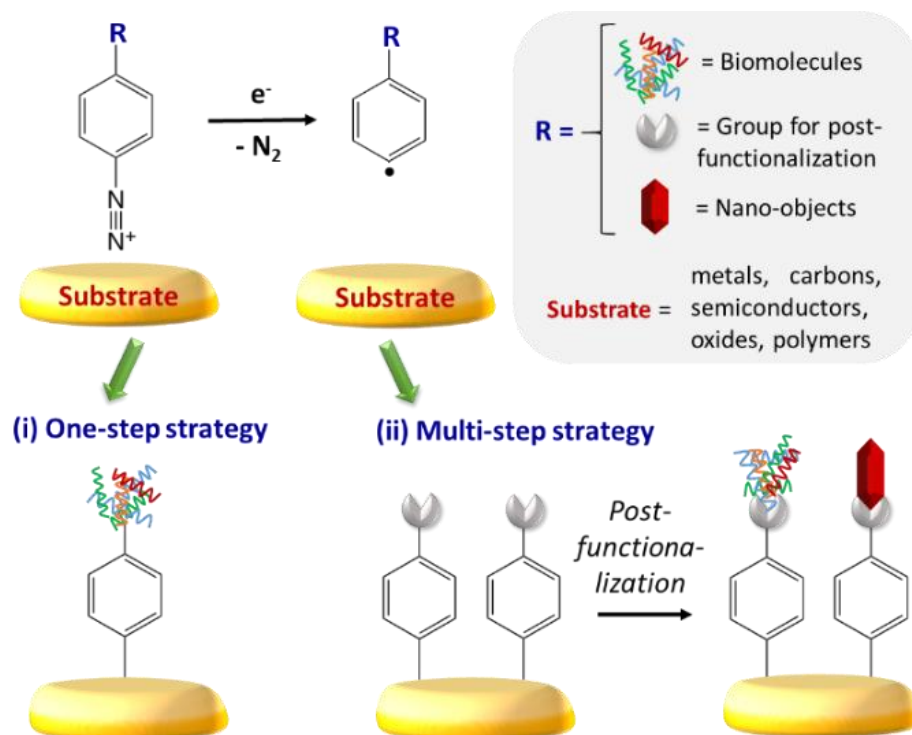 R
N
N⁺
e⁻
- N₂
R
R =
= Biomolecules
= Group for post-
functionalization
= Nano-objects
Substrate =
metals, carbons,
semiconductors,
oxides, polymers
Substrate
Substrate
(i) One-step strategy
(ii) Multi-step strategy
Post-
functiona-
lization